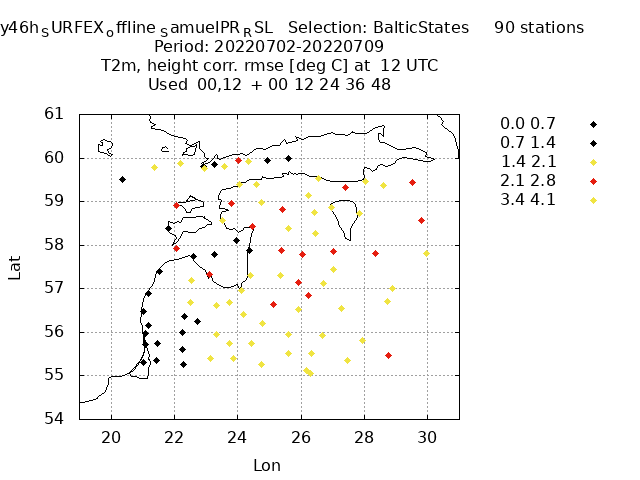 y46h_SURFEX_offline_SamuelPR_RSL Selection: BalticStates 90 stations
Period: 20220702-20220709
T2m, height corr. rmse [deg C] at 12 UTC
Used 00,12 + 00 12 24 36 48
61
60
59
58
57
56
55
54
Lat
20 22 24 26 28 30
Lon
0.0 0.7
0.7 1.4
1.4 2.1
2.1 2.8
3.4 4.1